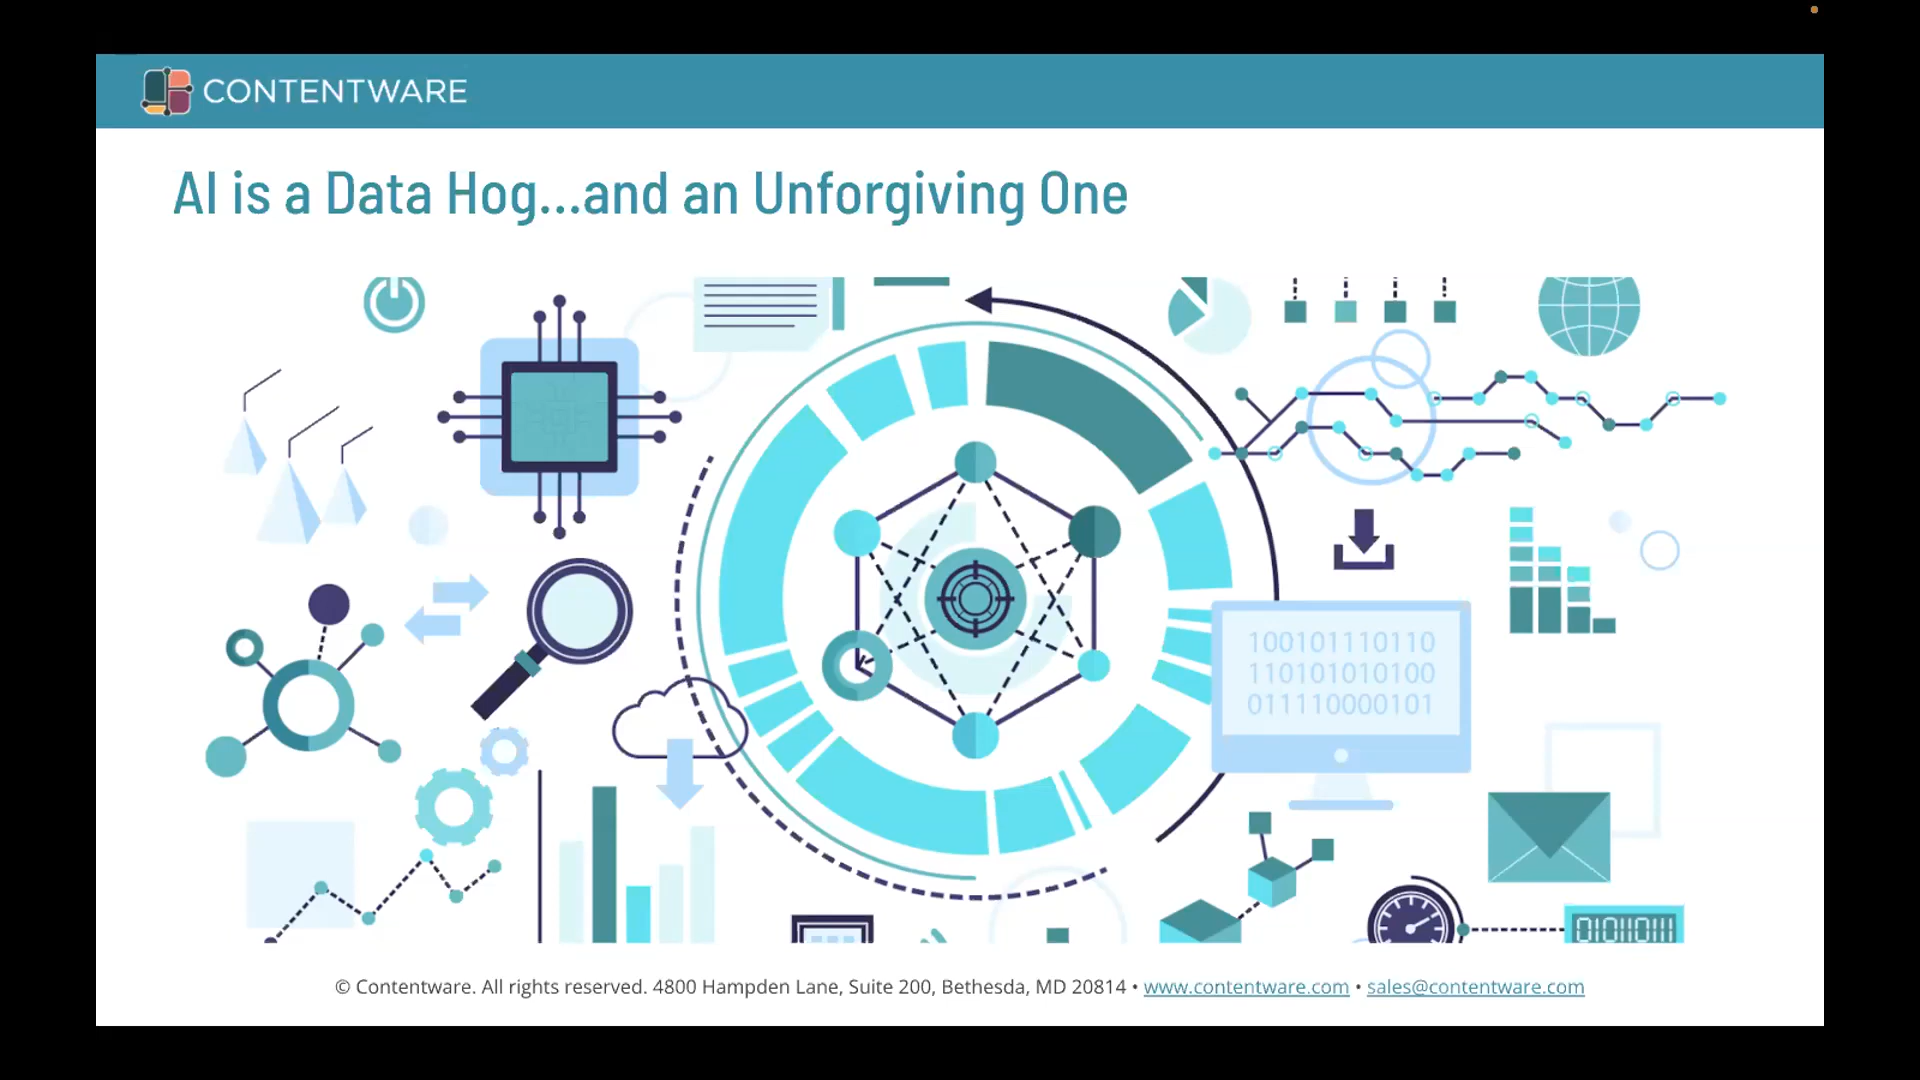 CONTENTWARE
AI is a Data Hog...and an Unforgiving One
100101110110
110101010100
011110000101
01011011
© Contentware. All rights reserved. 4800 Hampden Lane, Suite 200, Bethesda, MD 20814 • www.contentware.com • sales@contentware.com